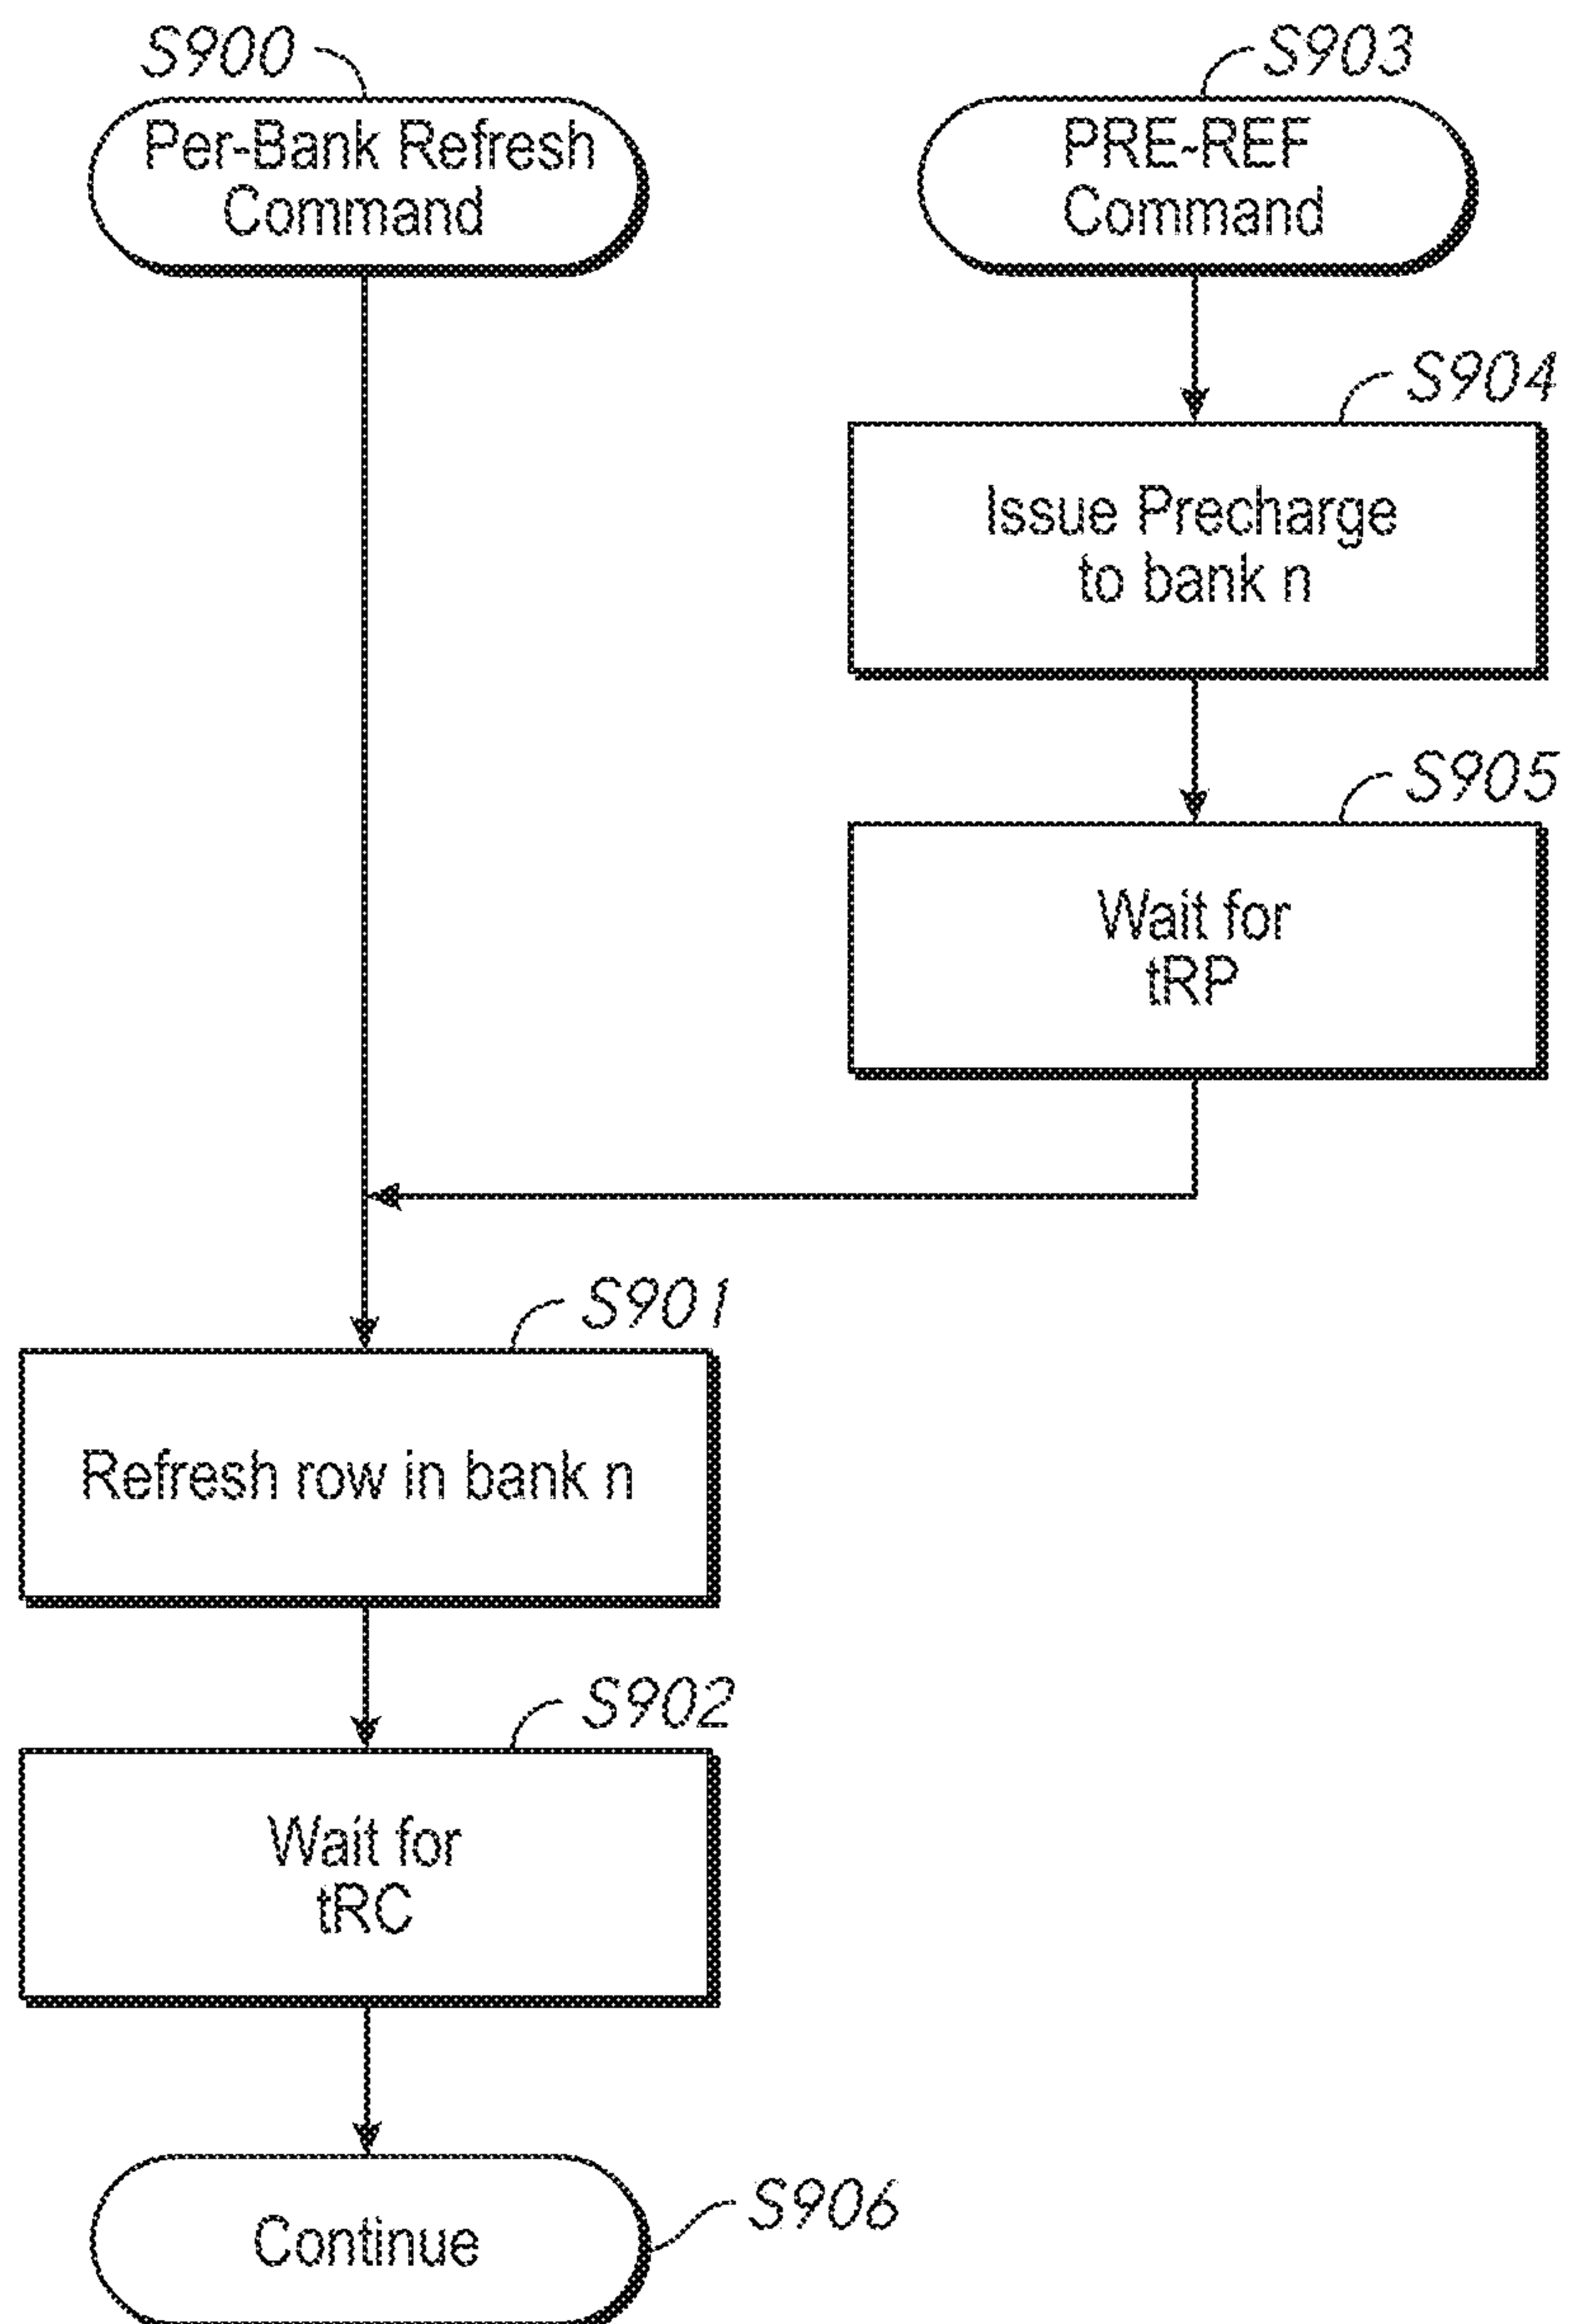 S900
Per-Bank Refresh
Command
S903
PRE-REF
Command
S904
Issue Precharge
to bank n
S905
Wait for
tRP
S901
Refresh row in bank n
S902
Wait for
tRC
S906
Continue